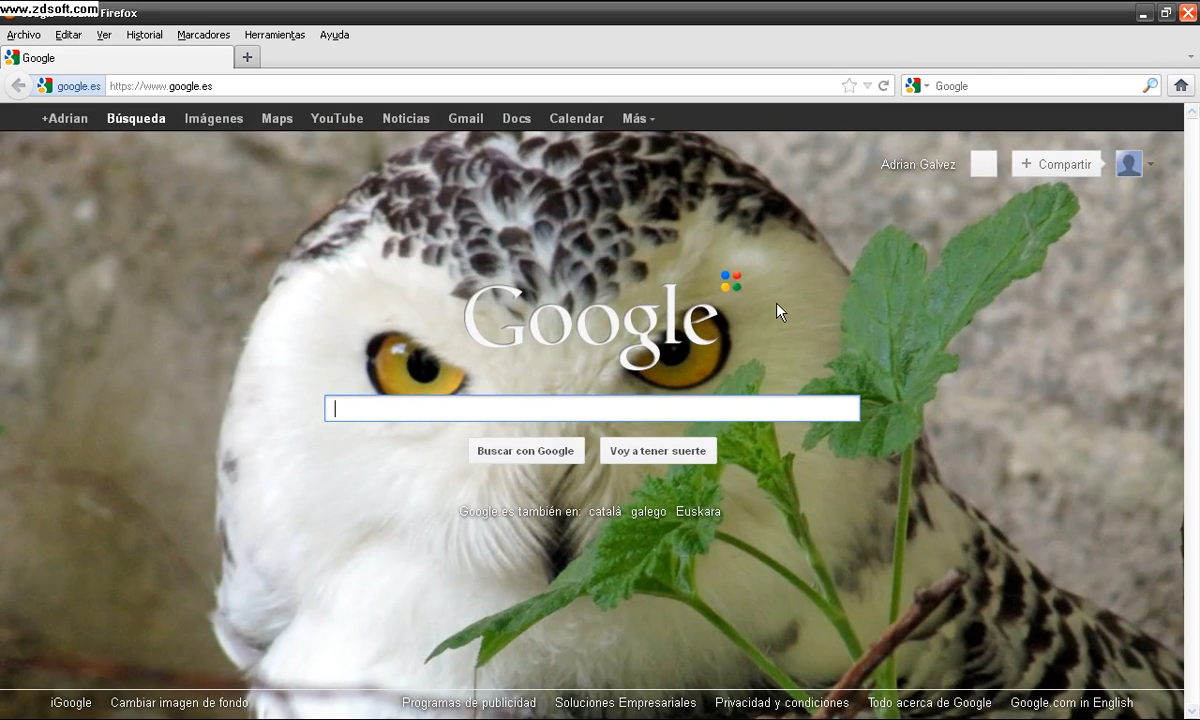 www.zdsoft.com
Firefox
Archivo Editar Ver Historial Marcadores Herramientas Ayuda
Google
google.es https://www.google.es Google
+Adrian Búsqueda Imágenes Maps YouTube Noticias Gmail Docs Calendar Más
Adrian Galvez + Compartir
Google
Buscar con Google Voy a tener suerte
Google.es también en: català galego Euskara
iGoogle Cambiar imagen de fondo Programas de publicidad Soluciones Empresariales Privacidad y condiciones Todo acerca de Google Google.com in English